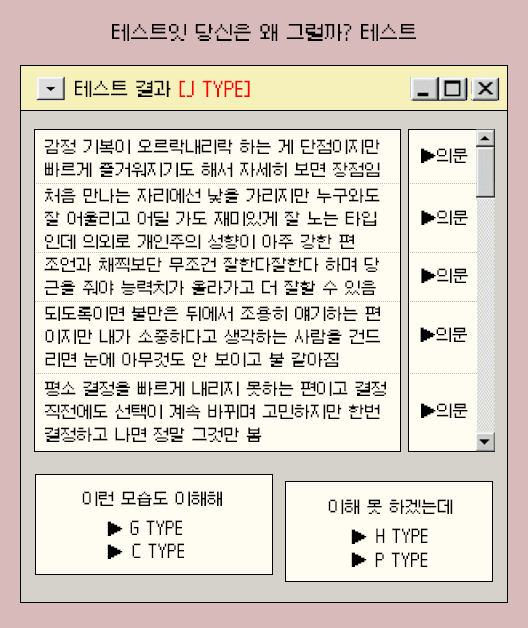 테스트잇 당신은 왜 그럴까? 테스트
테스트 결과 [J TYPE]
감정 기복이 오르락내리락 하는 게 단점이지만
빠르게 즐거워지기도 해서 자세히 보면 장점임
▶의문
처음 만나는 자리에선 낯을 가리지만 누구와도
잘 어울리고 어딜 가도 재미있게 잘 노는 타입
인데 의외로 개인주의 성향이 아주 강한 편
▶의문
조언과 채찍보단 무조건 잘한다잘한다 하며 당
근을 줘야 능력치가 올라가고 더 잘할 수 있음
▶의문
되도록이면 불만은 뒤에서 조용히 얘기하는 편
이지만 내가 소중하다고 생각하는 사람을 건드
리면 눈에 아무것도 안 보이고 불 같아짐
▶의문
평소 결정을 빠르게 내리지 못하는 편이고 결정
직전에도 선택이 계속 바뀌며 고민하지만 한번
결정하고 나면 정말 그것만 봄
▶의문
이런 모습도 이해해
▶ G TYPE
▶ C TYPE
이해 못 하겠는데
▶ H TYPE
▶ P TYPE